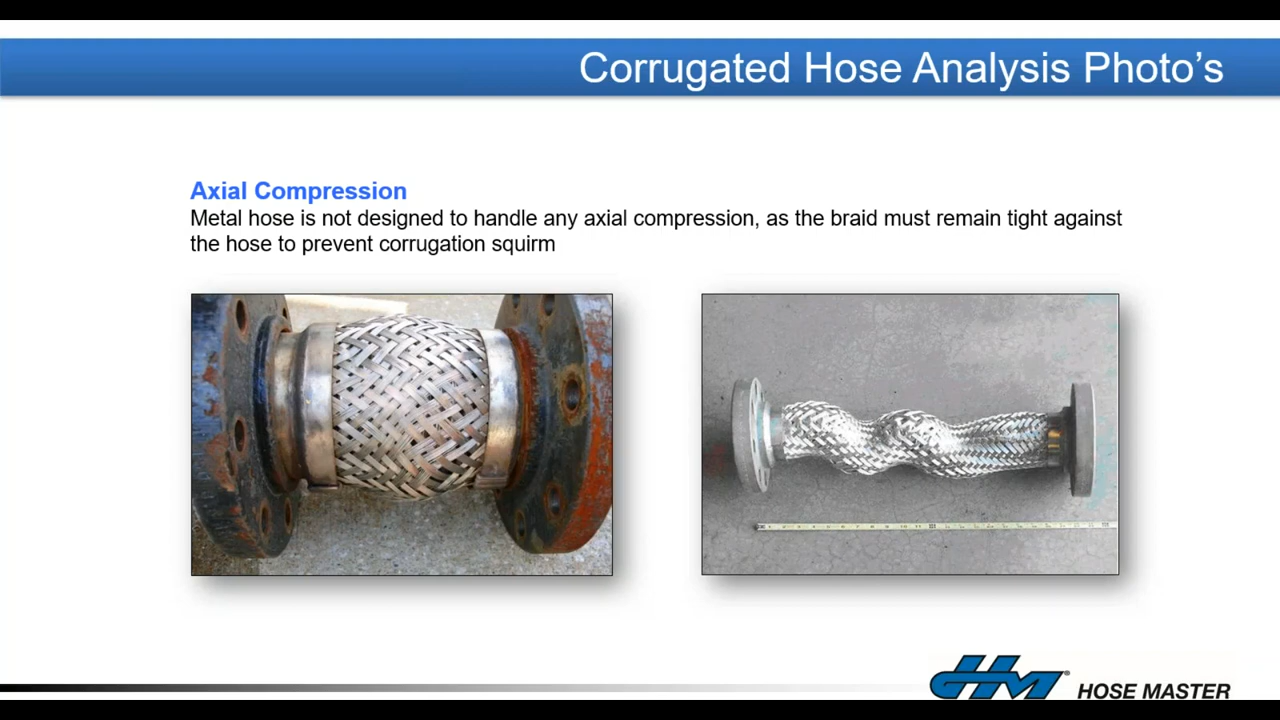 Corrugated Hose Analysis Photo's
Axial Compression
Metal hose is not designed to handle any axial compression, as the braid must remain tight against
the hose to prevent corrugation squirm
HM®
HOSE MASTER